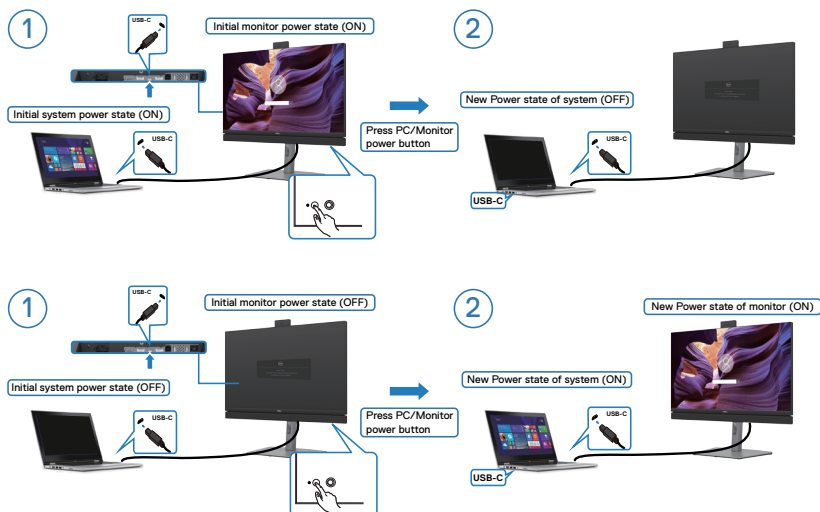 1
USB-C
Initial monitor power state (ON)
Initial system power state (ON)
USB-C
Press PC/Monitor
power button
2
New Power state of system (OFF)
USB-C
USB-C
1
USB-C
Initial monitor power state (OFF)
Initial system power state (OFF)
USB-C
Press PC/Monitor
power button
2
New Power state of monitor (ON)
New Power state of system (ON)
USB-C
USB-C